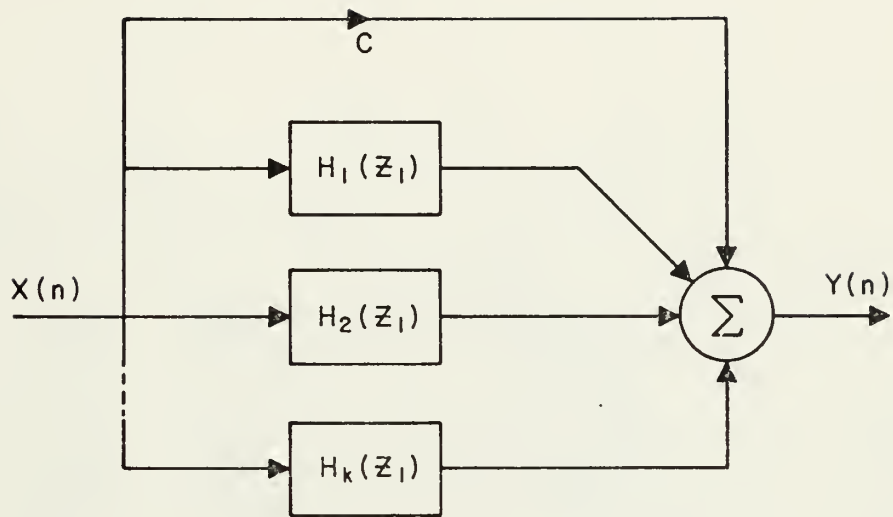 C
H₁(Z₁)
X(n)
H₂(Z₁)
Σ
Y(n)
Hₖ(Z₁)